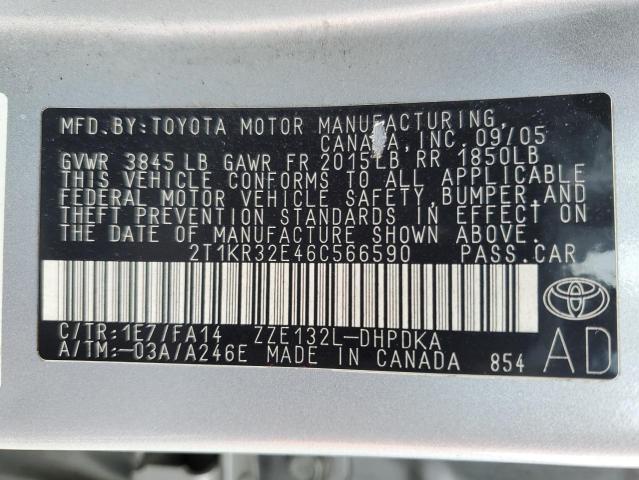 MFD. BY: TOYOTA MOTOR MANUFACTURING,
CANADA, INC. 09/05
GVWR 3845 LB GAWR FR 2015LB RR 1850LB
THIS VEHICLE CONFORMS TO ALL APPLICABLE
FEDERAL MOTOR VEHICLE SAFETY, BUMPER, AND
THEFT PREVENTION STANDARDS IN EFFECT ON
THE DATE OF MANUFACTURE SHOWN ABOVE.
2T1KR32E46C566590 PASS. CAR
C/TR: 1E7/FA14 ZZE132L-DHPDKA
A/TM: -03A/A246E MADE IN CANADA 854
AD